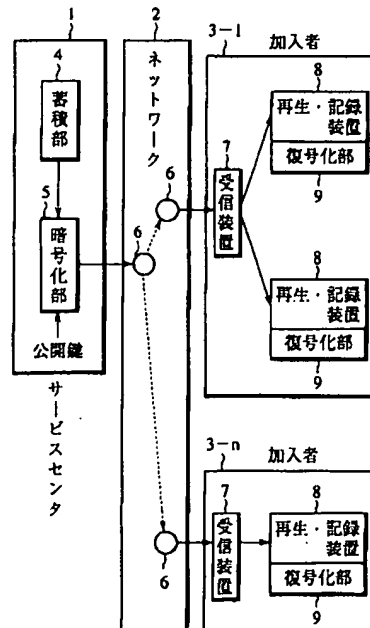 1
4
蓄積部
5
暗号化部
公開鍵
サービスセンタ
2
ネットワーク
6
6
6
3-1
加入者
7
受信装置
8
再生・記録
装置
復号化部
9
8
再生・記録
装置
復号化部
9
3-n
加入者
7
受信装置
8
再生・記録
装置
復号化部
9